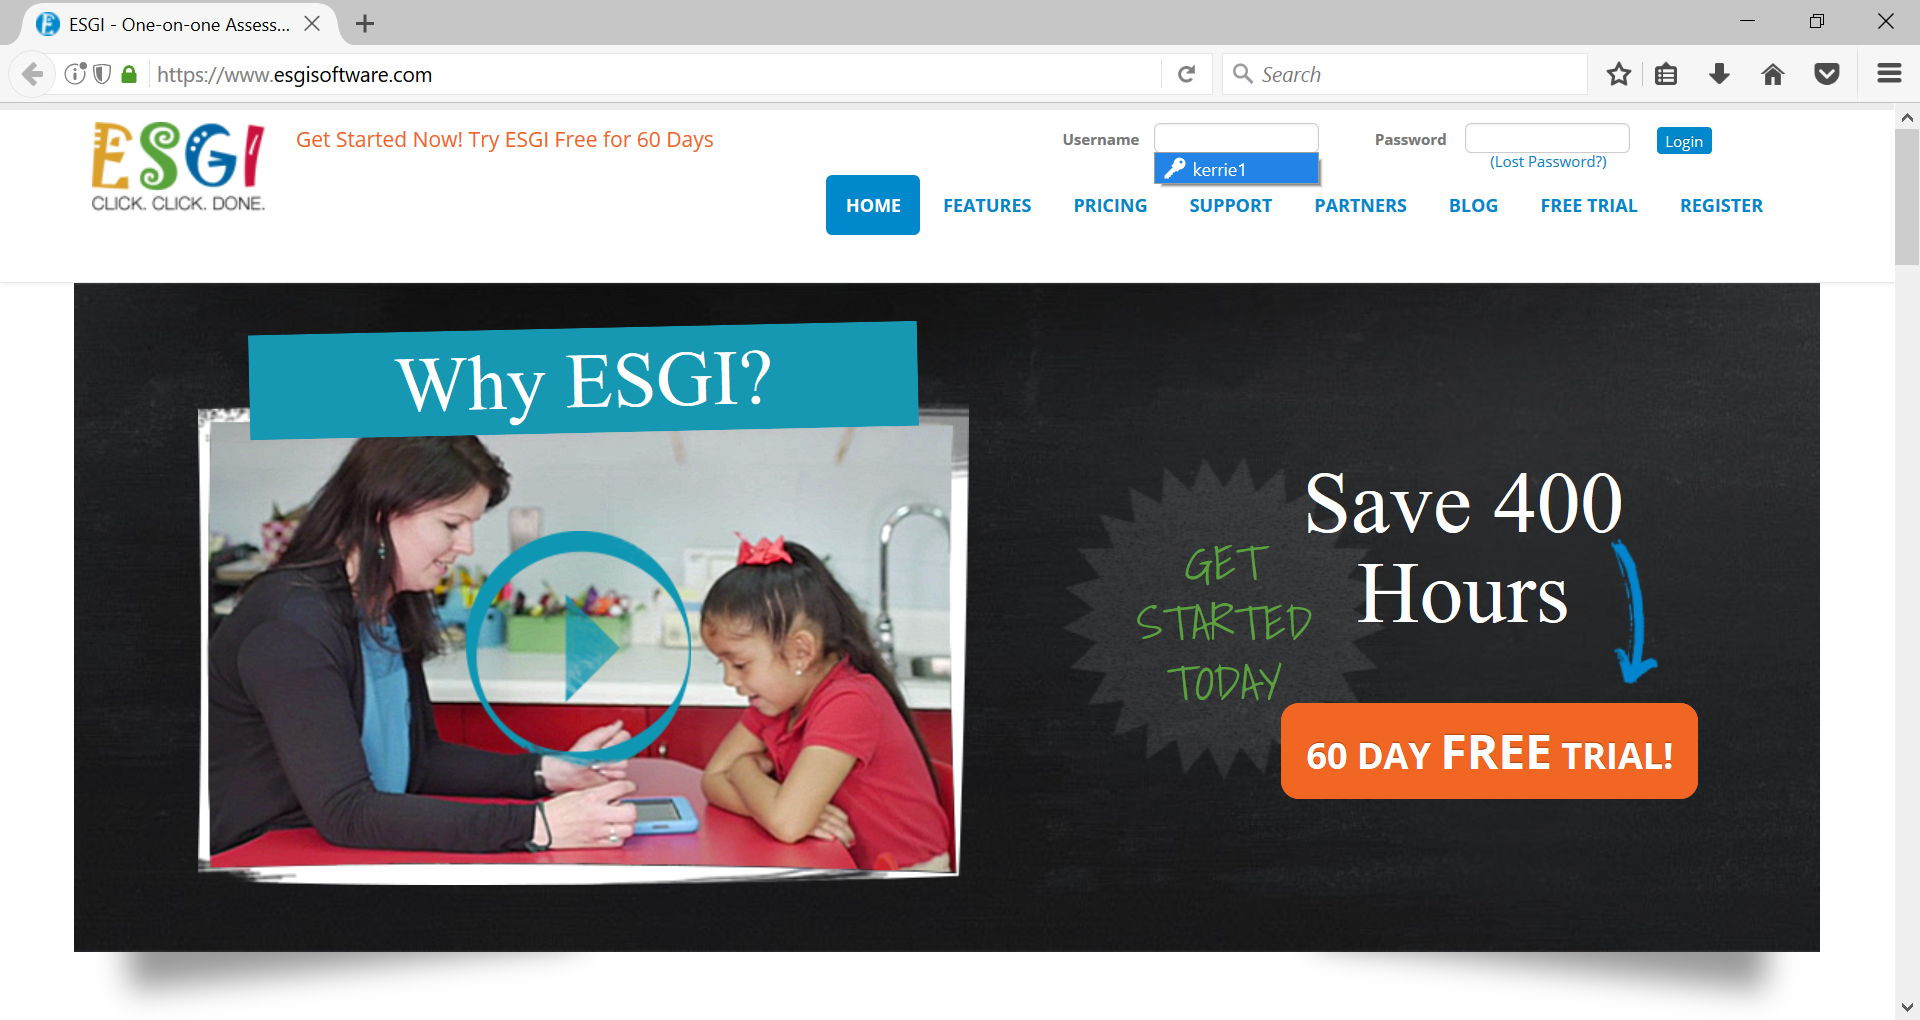 ESGI - One-on-one Assess...
https://www.esgisoftware.com
Search
ESGI
CLICK. CLICK. DONE.
Get Started Now! Try ESGI Free for 60 Days
Username
Password
Login
kerrie1
(Lost Password?)
HOME FEATURES PRICING SUPPORT PARTNERS BLOG FREE TRIAL REGISTER
Why ESGI?
Save 400
Hours
GET
STARTED
TODAY
60 DAY FREE TRIAL!